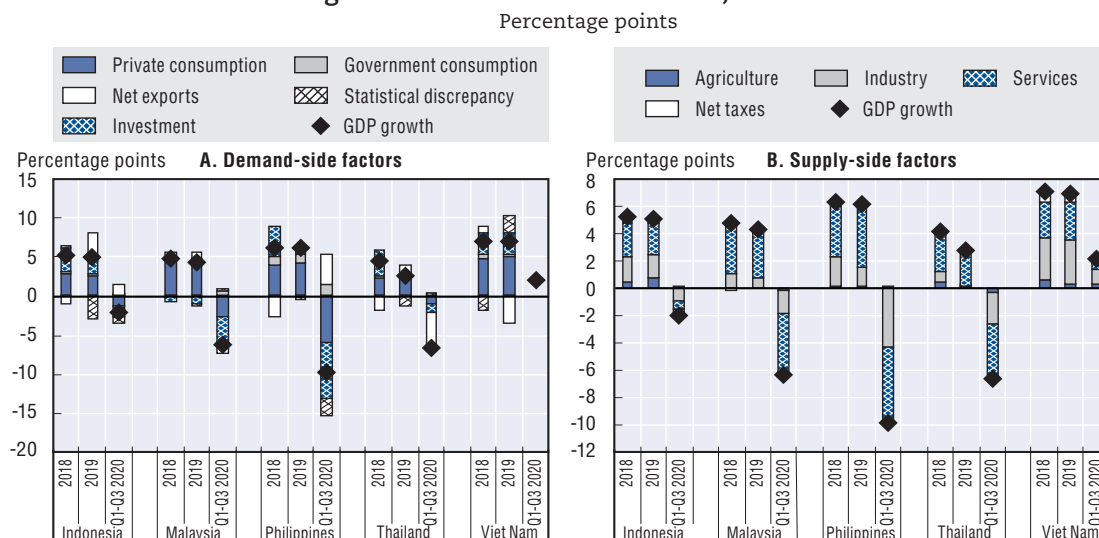 Percentage points
Private consumption
Government consumption
Net exports
Statistical discrepancy
Investment
GDP growth
Agriculture
Industry
Services
Net taxes
GDP growth
Percentage points
A. Demand-side factors
15
10
5
0
-5
-10
-15
-20
2018
2019
Q1-Q3 2020
2018
2019
Q1-Q3 2020
2018
2019
Q1-Q3 2020
2018
2019
Q1-Q3 2020
2018
2019
Q1-Q3 2020
Indonesia
Malaysia
Philippines
Thailand
Viet Nam
Percentage points
B. Supply-side factors
8
6
4
2
0
-2
-4
-6
-8
-10
-12
2018
2019
Q1-Q3 2020
2018
2019
Q1-Q3 2020
2018
2019
Q1-Q3 2020
2018
2019
Q1-Q3 2020
2018
2019
Q1-Q3 2020
Indonesia
Malaysia
Philippines
Thailand
Viet Nam